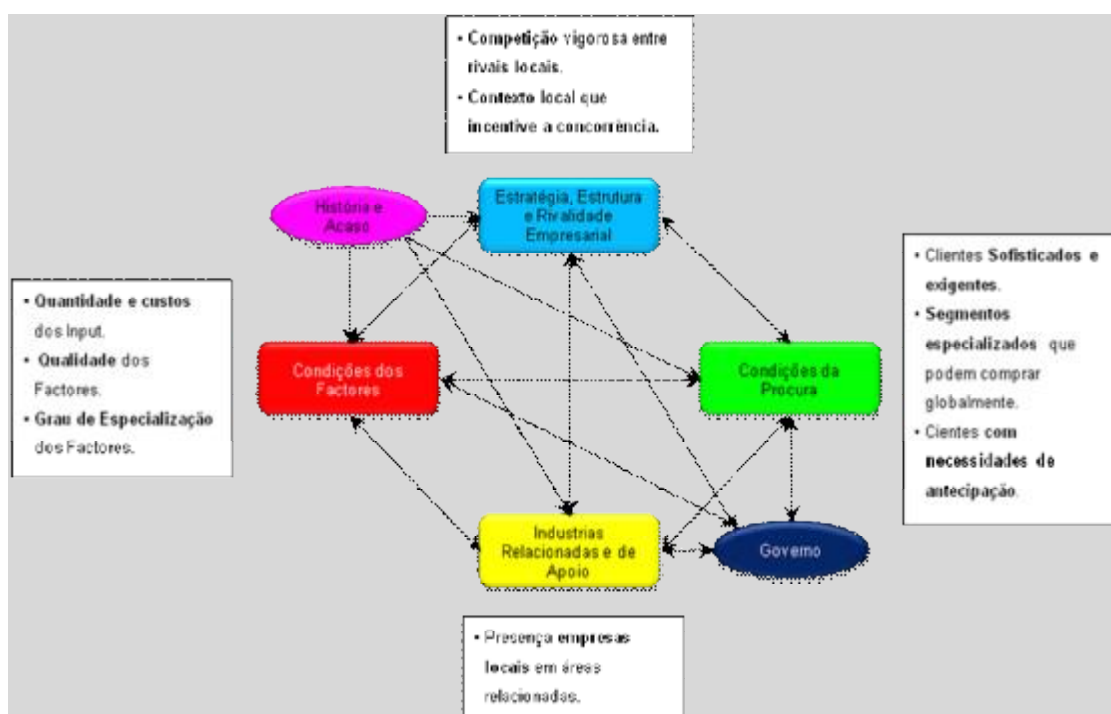 • Competição vigorosa entre
rivais locais.
• Contexto local que
incentive a concorrência.
História e
Acaso
Estratégia, Estrutura
e Rivalidade
Empresarial
• Quantidade e custos
dos Input.
• Qualidade dos
Factores.
• Grau de Especialização
dos Factores.
Condições dos
Factores
Condições da
Procura
• Clientes Sofisticados e
exigentes.
• Segmentos
especializados que
podem comprar
globalmente.
• Clientes com
necessidades de
antecipação.
Industrias
Relacionadas e de
Apoio
Governo
• Presença empresas
locais em áreas
relacionadas.